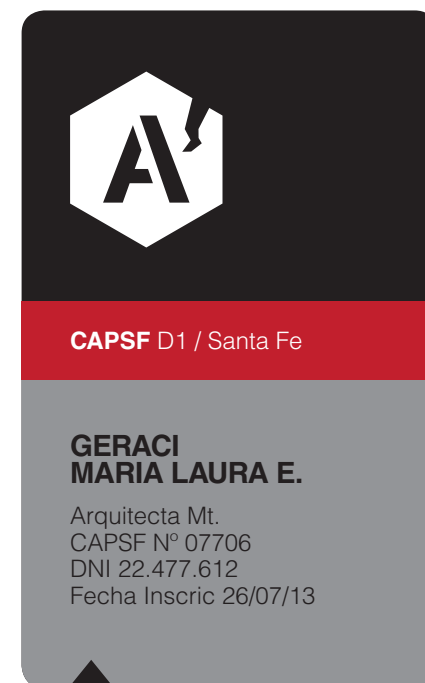 A
CAPSF D1 / Santa Fe
GERACI
MARIA LAURA E.
Arquitecta Mt.
CAPSF Nº 07706
DNI 22.477.612
Fecha Inscric 26/07/13